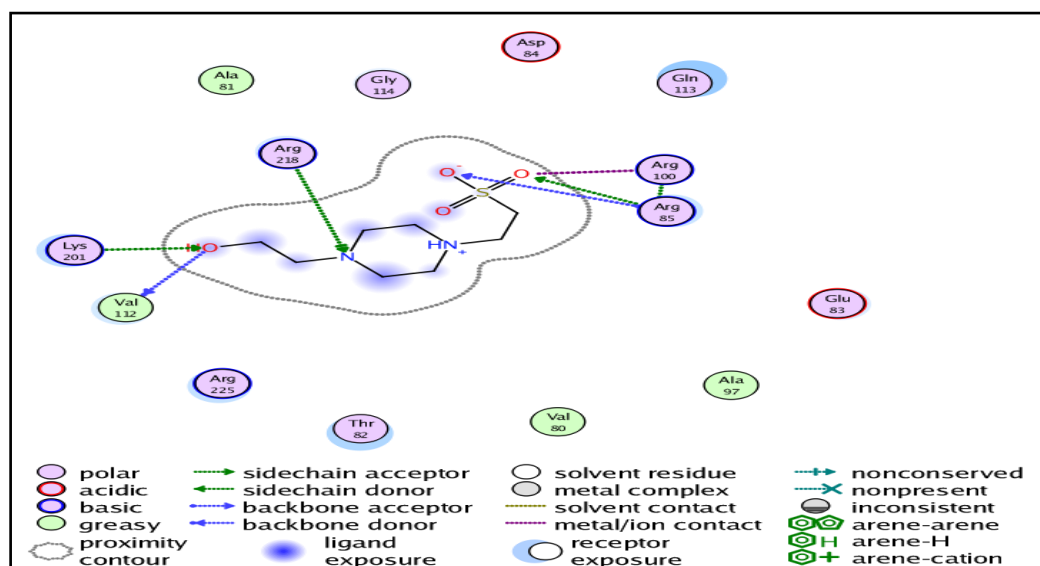 Asp
84
Ala
81
Gly
114
Gln
113
Arg
218
Arg
100
O-
O
S
Arg
85
O
Lys
201
HO
HN+
N
Val
112
Glu
83
Arg
225
Ala
97
Thr
82
Val
80
polar
sidechain acceptor
solvent residue
nonconserved
acidic
sidechain donor
metal complex
nonpresent
basic
backbone acceptor
solvent contact
inconsistent
greasy
backbone donor
metal/ion contact
arene-arene
proximity
contour
ligand
exposure
receptor
exposure
H arene-H
+ arene-cation